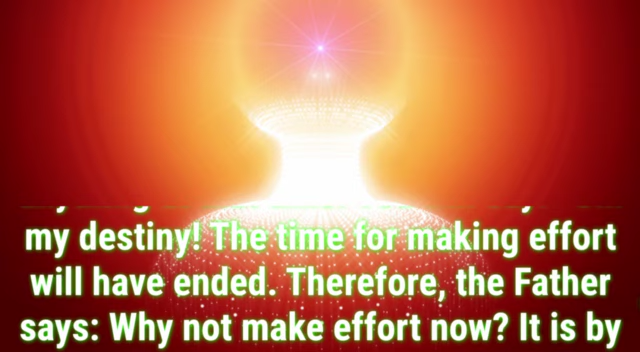 my destiny! The time for making effort
will have ended. Therefore, the Father
says: Why not make effort now? It is by